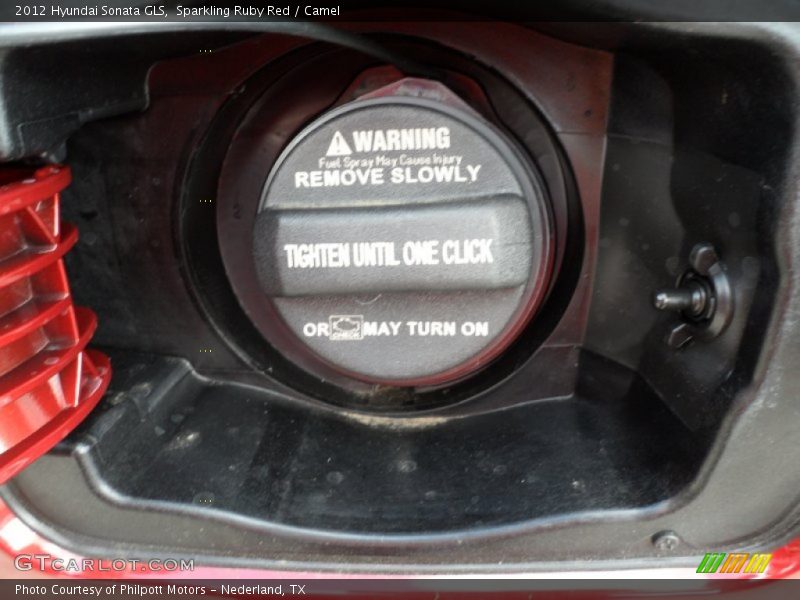 2012 Hyundai Sonata GLS, Sparkling Ruby Red / Camel
WARNING
Fuel Spray May Cause Injury
REMOVE SLOWLY
TIGHTEN UNTIL ONE CLICK
OR CHECK MAY TURN ON
GTCARLOT.COM
Photo Courtesy of Philpott Motors - Nederland, TX